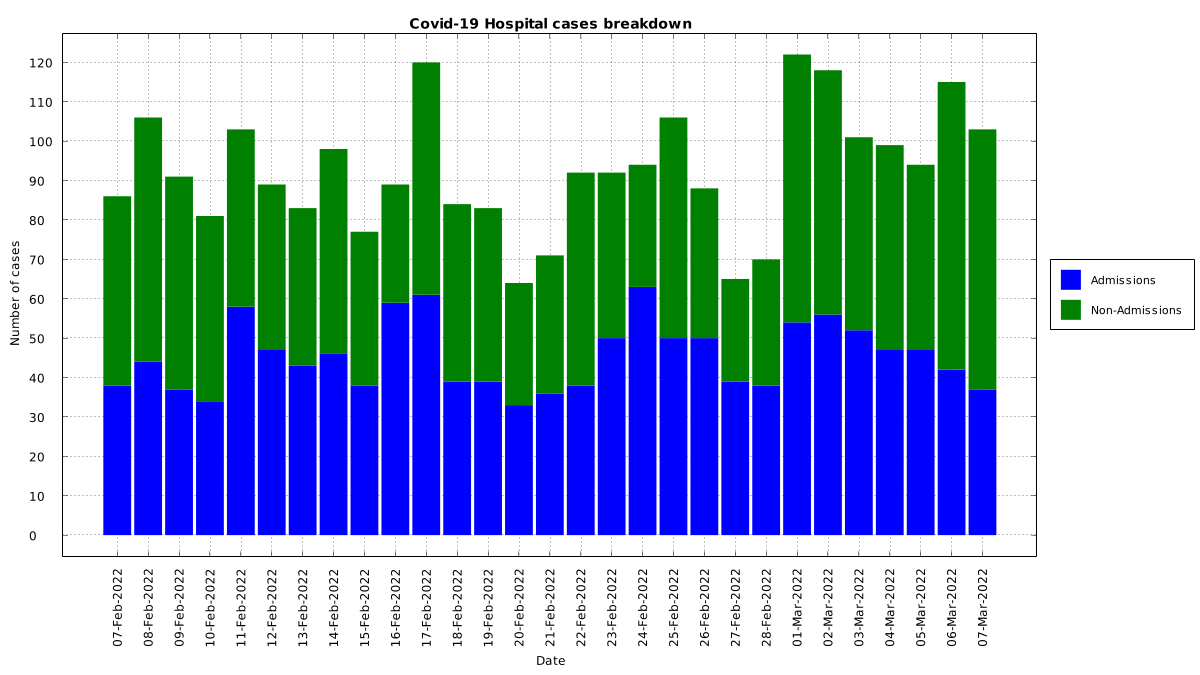 Covid-19 Hospital cases breakdown
120
110
100
90
80
70
60
50
40
30
20
10
0
Number of cases
07-Feb-2022
08-Feb-2022
09-Feb-2022
10-Feb-2022
11-Feb-2022
12-Feb-2022
13-Feb-2022
14-Feb-2022
15-Feb-2022
16-Feb-2022
17-Feb-2022
18-Feb-2022
19-Feb-2022
20-Feb-2022
21-Feb-2022
22-Feb-2022
23-Feb-2022
24-Feb-2022
25-Feb-2022
26-Feb-2022
27-Feb-2022
28-Feb-2022
01-Mar-2022
02-Mar-2022
03-Mar-2022
04-Mar-2022
05-Mar-2022
06-Mar-2022
07-Mar-2022
Date
Admissions
Non-Admissions